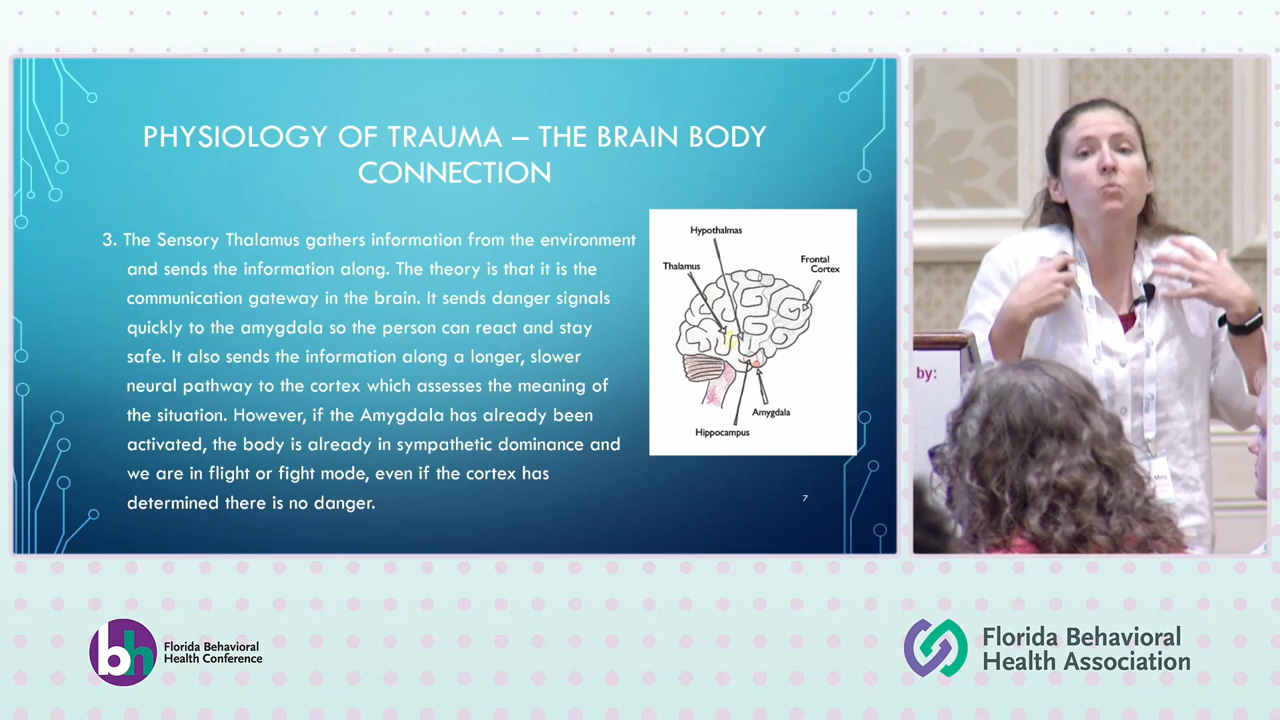 PHYSIOLOGY OF TRAUMA – THE BRAIN BODY
CONNECTION
3. The Sensory Thalamus gathers information from the environment
and sends the information along. The theory is that it is the
communication gateway in the brain. It sends danger signals
quickly to the amygdala so the person can react and stay
safe. It also sends the information along a longer, slower
neural pathway to the cortex which assesses the meaning of
the situation. However, if the Amygdala has already been
activated, the body is already in sympathetic dominance and
we are in flight or fight mode, even if the cortex has
determined there is no danger.
Hypothalmas
Thalamus
Frontal
Cortex
Amygdala
Hippocampus
7
by:
bh
Florida Behavioral
Health Conference
Florida Behavioral
Health Association